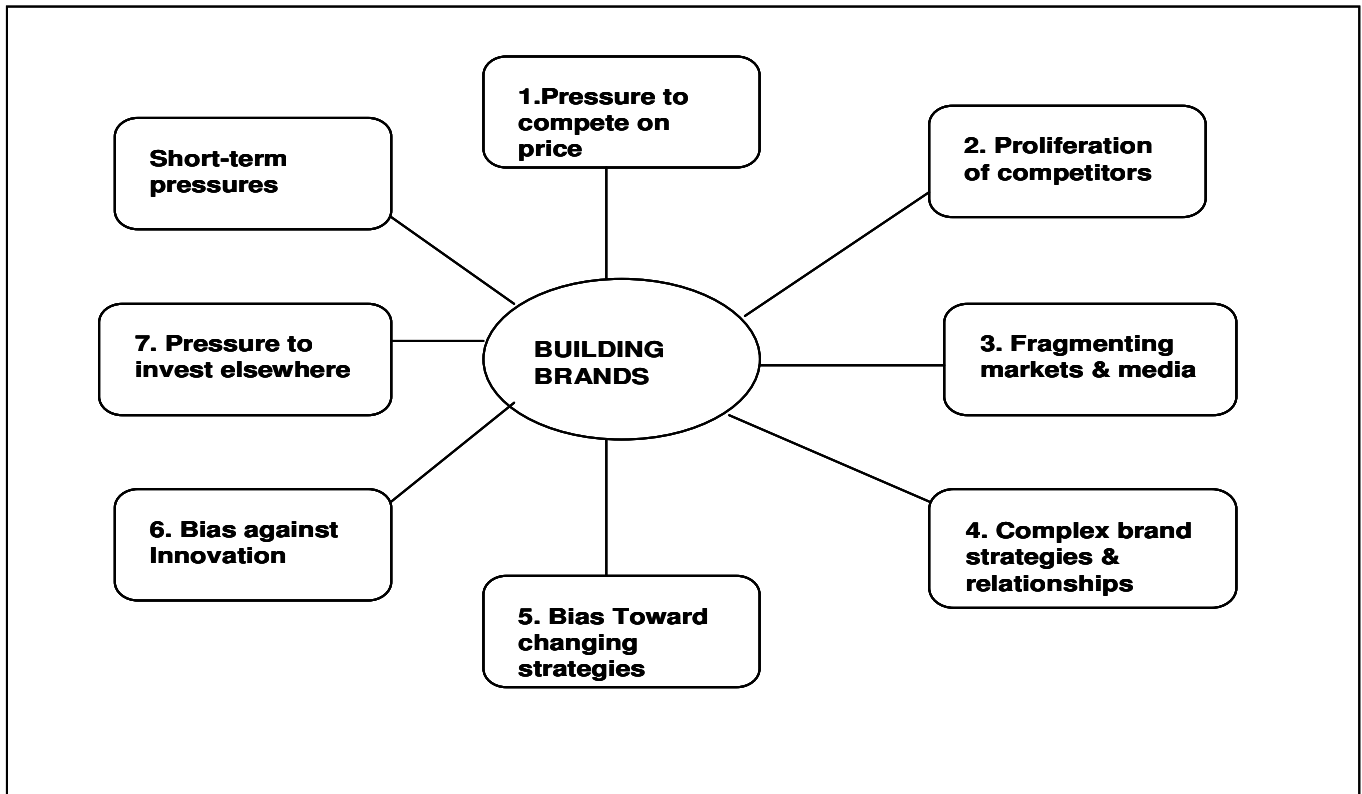 1.Pressure to
compete on
price
2. Proliferation
of competitors
3. Fragmenting
markets & media
4. Complex brand
strategies &
relationships
5. Bias Toward
changing
strategies
6. Bias against
Innovation
7. Pressure to
invest elsewhere
Short-term
pressures
BUILDING
BRANDS